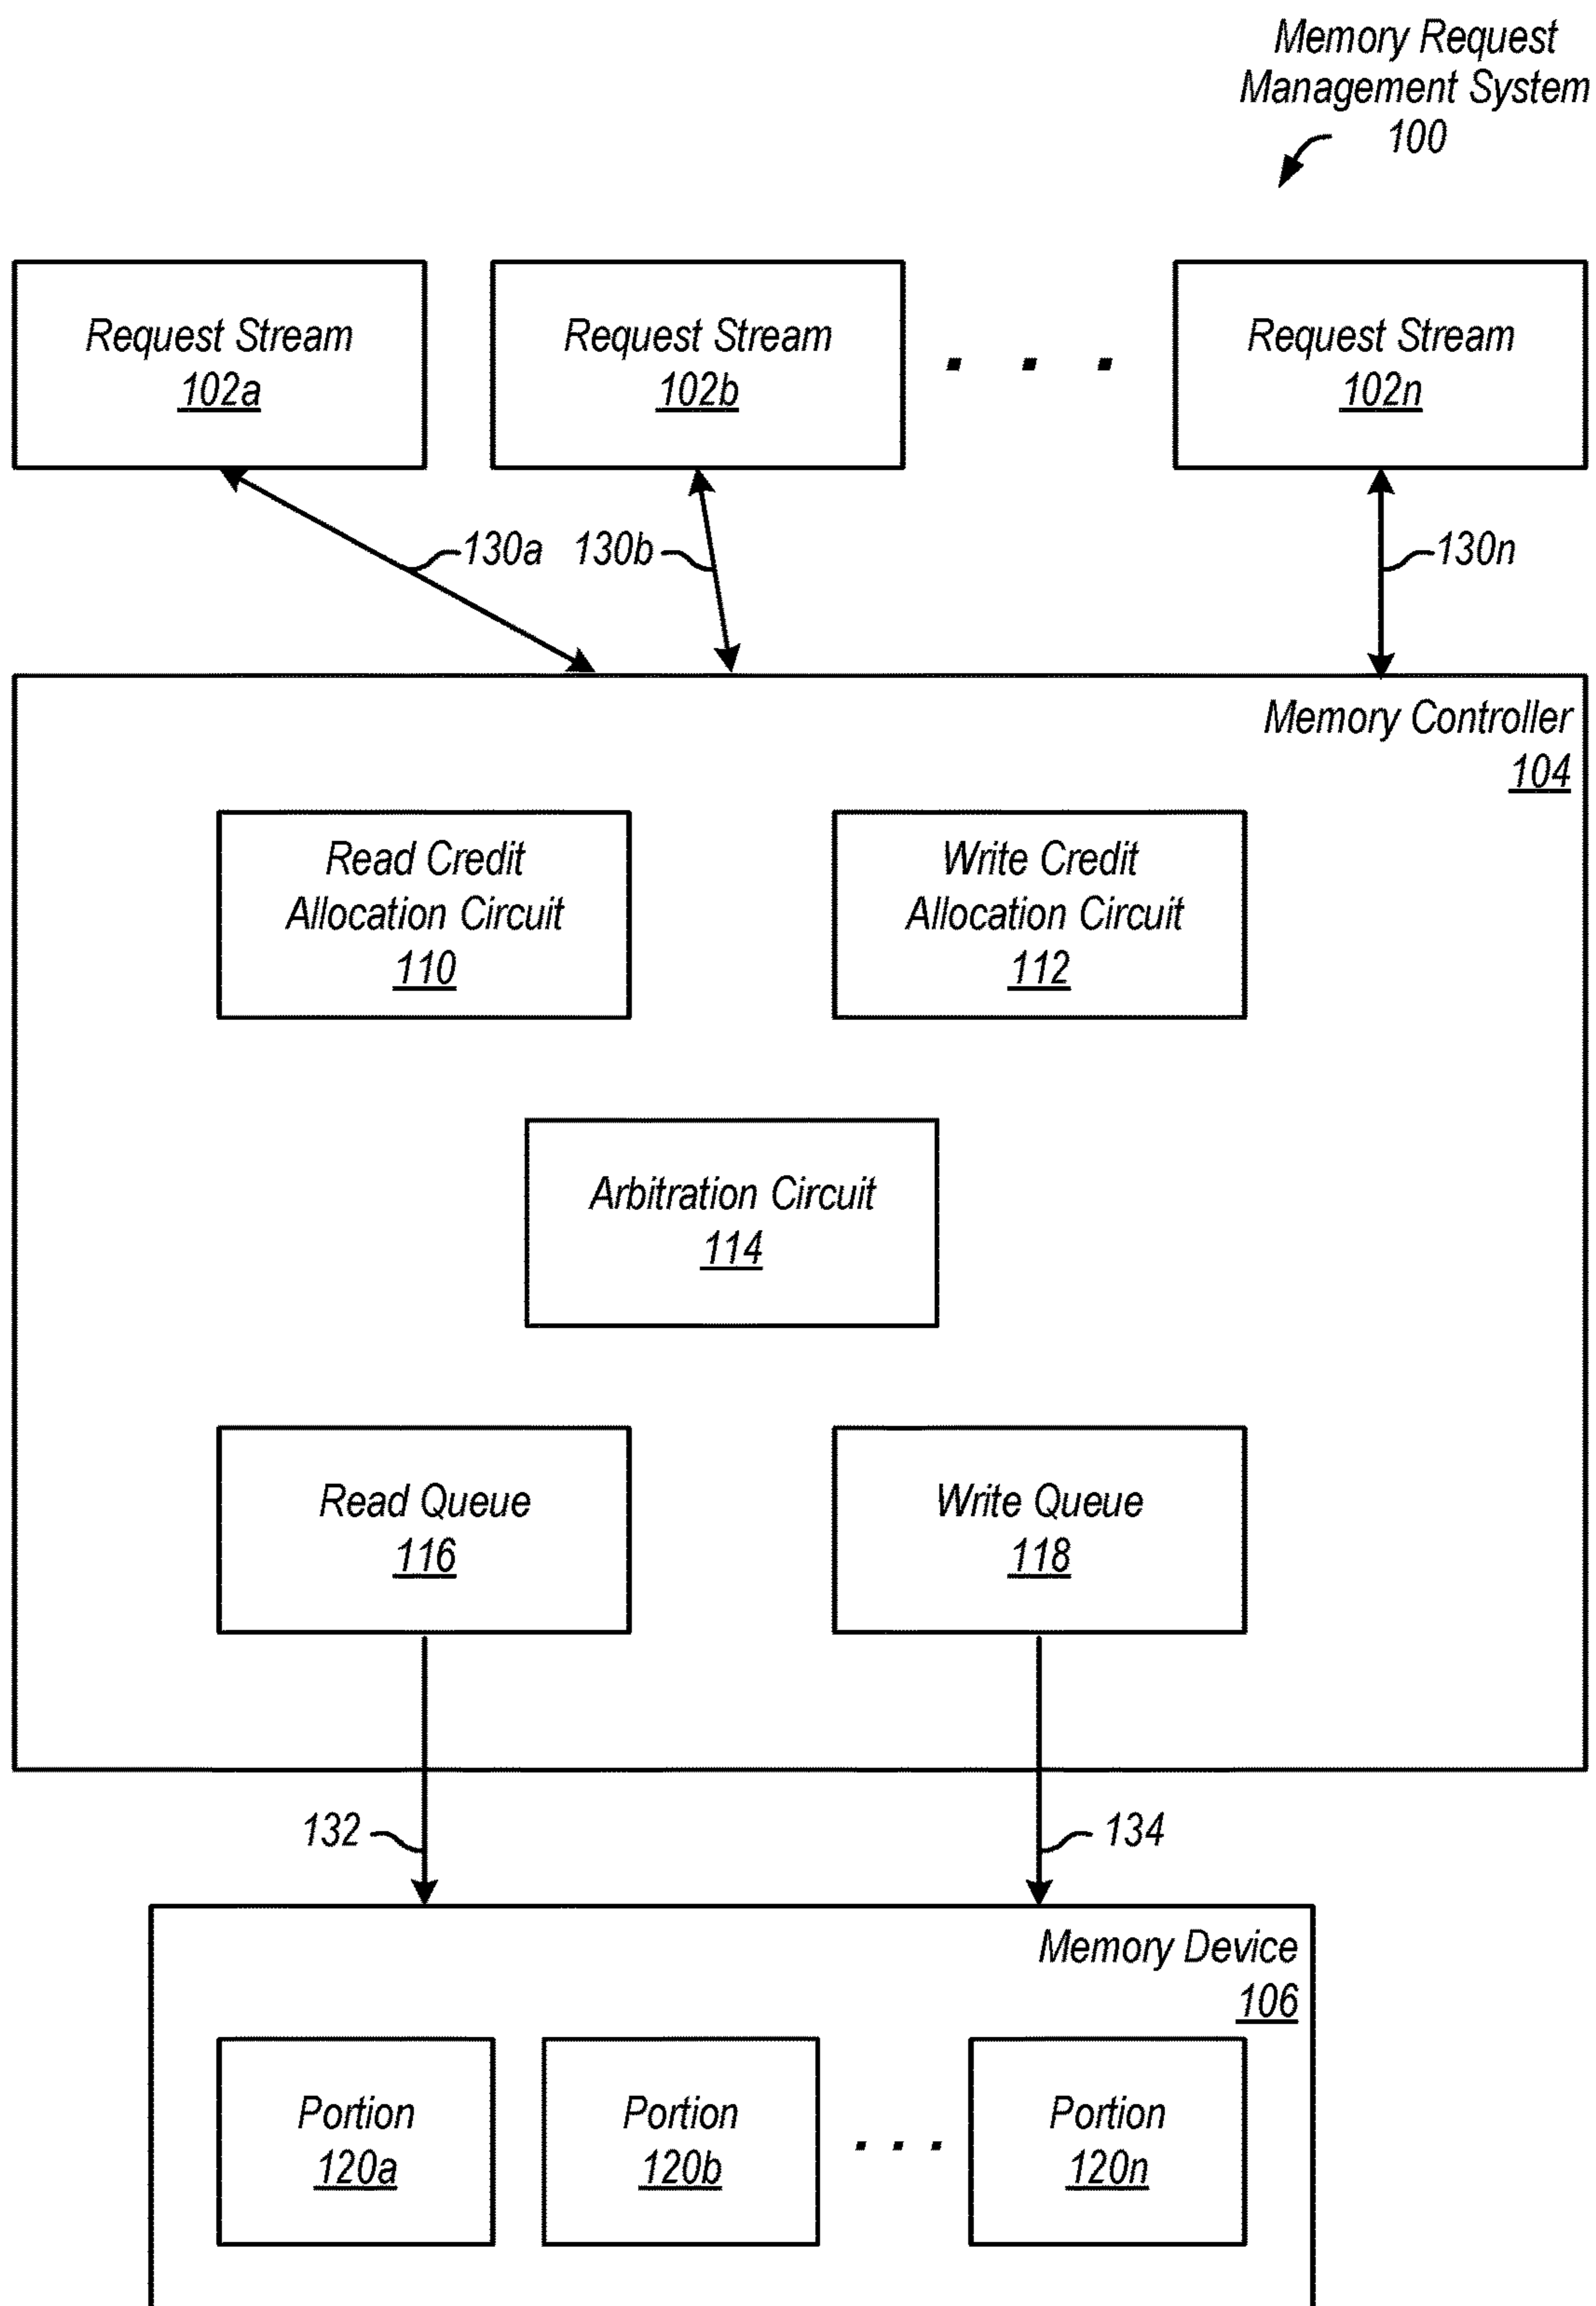 Memory Request
Management System
100
Request Stream
102a
Request Stream
102b
. . .
Request Stream
102n
130a
130b
130n
Memory Controller
104
Read Credit
Allocation Circuit
110
Write Credit
Allocation Circuit
112
Arbitration Circuit
114
Read Queue
116
Write Queue
118
132
134
Memory Device
106
Portion
120a
Portion
120b
. . .
Portion
120n